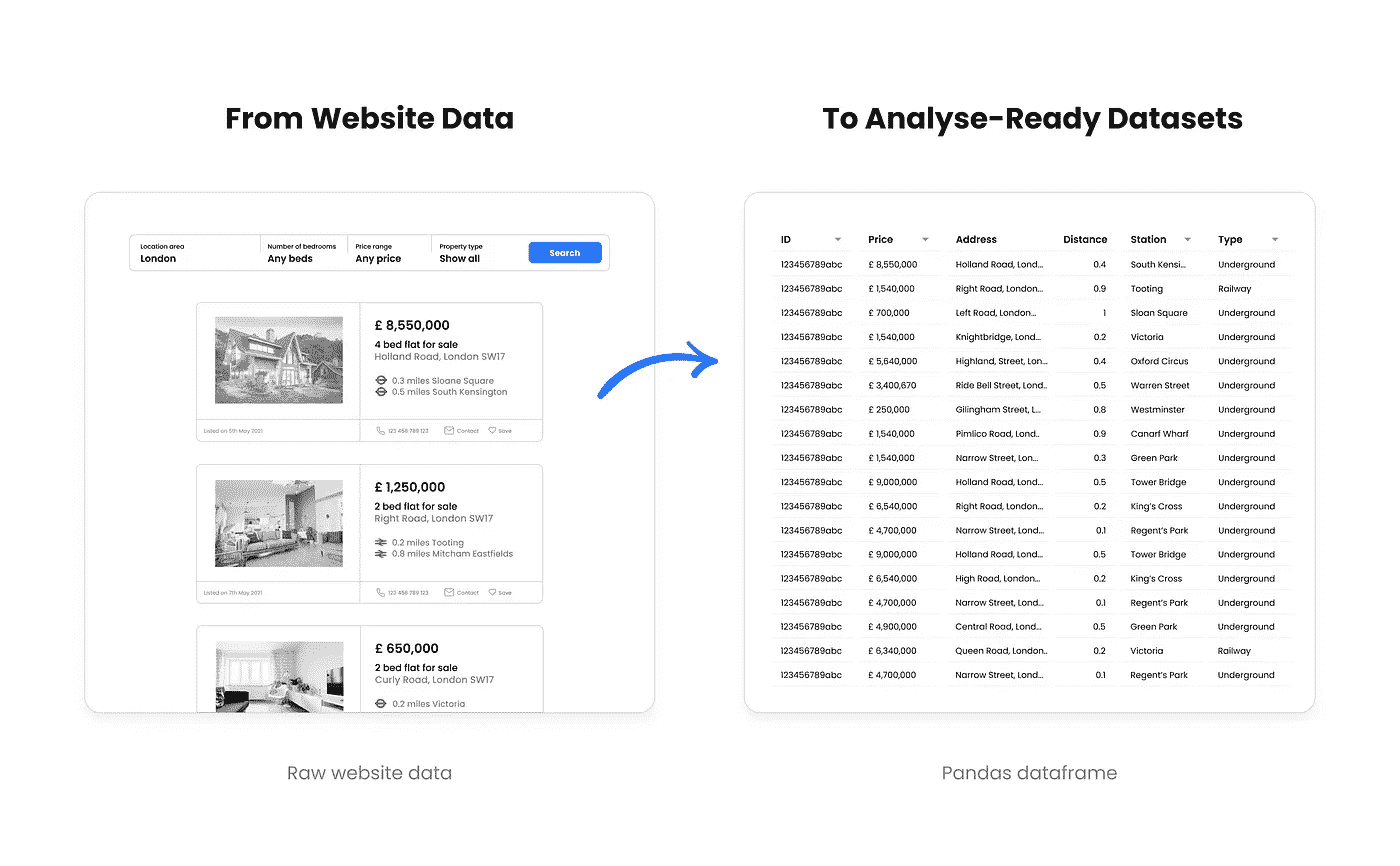 From Website Data
To Analyse-Ready Datasets
Location area
London
Number of bedrooms
Any beds
Price range
Any price
Property type
Show all
Search
£ 8,550,000
4 bed flat for sale
Holland Road, London SW17
0.3 miles Sloane Square
0.5 miles South Kensington
Listed on 5th May 2021
123 456 789 123
Contact
Save
£ 1,250,000
2 bed flat for sale
Right Road, London SW17
0.2 miles Tooting
0.8 miles Mitcham Eastfields
Listed on 7th May 2021
123 456 789 123
Contact
Save
£ 650,000
2 bed flat for sale
Curly Road, London SW17
0.2 miles Victoria
ID Price Address Distance Station Type
123456789abc £ 8,550,000 Holland Road, Lond... 0.4 South Kensi... Underground
123456789abc £ 1,540,000 Right Road, London... 0.9 Tooting Railway
123456789abc £ 700,000 Left Road, London... 1 Sloan Square Underground
123456789abc £ 1,540,000 Knightbridge, Lond... 0.2 Victoria Underground
123456789abc £ 5,640,000 Highland, Street, Lon... 0.4 Oxford Circus Underground
123456789abc £ 3,400,670 Ride Bell Street, Lond.. 0.5 Warren Street Underground
123456789abc £ 250,000 Gilingham Street, L... 0.8 Westminster Underground
123456789abc £ 1,540,000 Pimlico Road, Lond.. 0.9 Canarf Wharf Underground
123456789abc £ 1,540,000 Narrow Street, Lon... 0.3 Green Park Underground
123456789abc £ 9,000,000 Holland Road, Lond... 0.5 Tower Bridge Underground
123456789abc £ 6,540,000 Right Road, London... 0.2 King's Cross Underground
123456789abc £ 4,700,000 Narrow Street, Lond... 0.1 Regent's Park Underground
123456789abc £ 9,000,000 Holland Road, Lond... 0.5 Tower Bridge Underground
123456789abc £ 6,540,000 High Road, London... 0.2 King's Cross Underground
123456789abc £ 4,700,000 Narrow Street, Lond... 0.1 Regent's Park Underground
123456789abc £ 4,900,000 Central Road, Lond... 0.5 Green Park Underground
123456789abc £ 6,340,000 Queen Road, London.. 0.2 Victoria Railway
123456789abc £ 4,700,000 Narrow Street, Lond... 0.1 Regent's Park Underground
Raw website data
Pandas dataframe